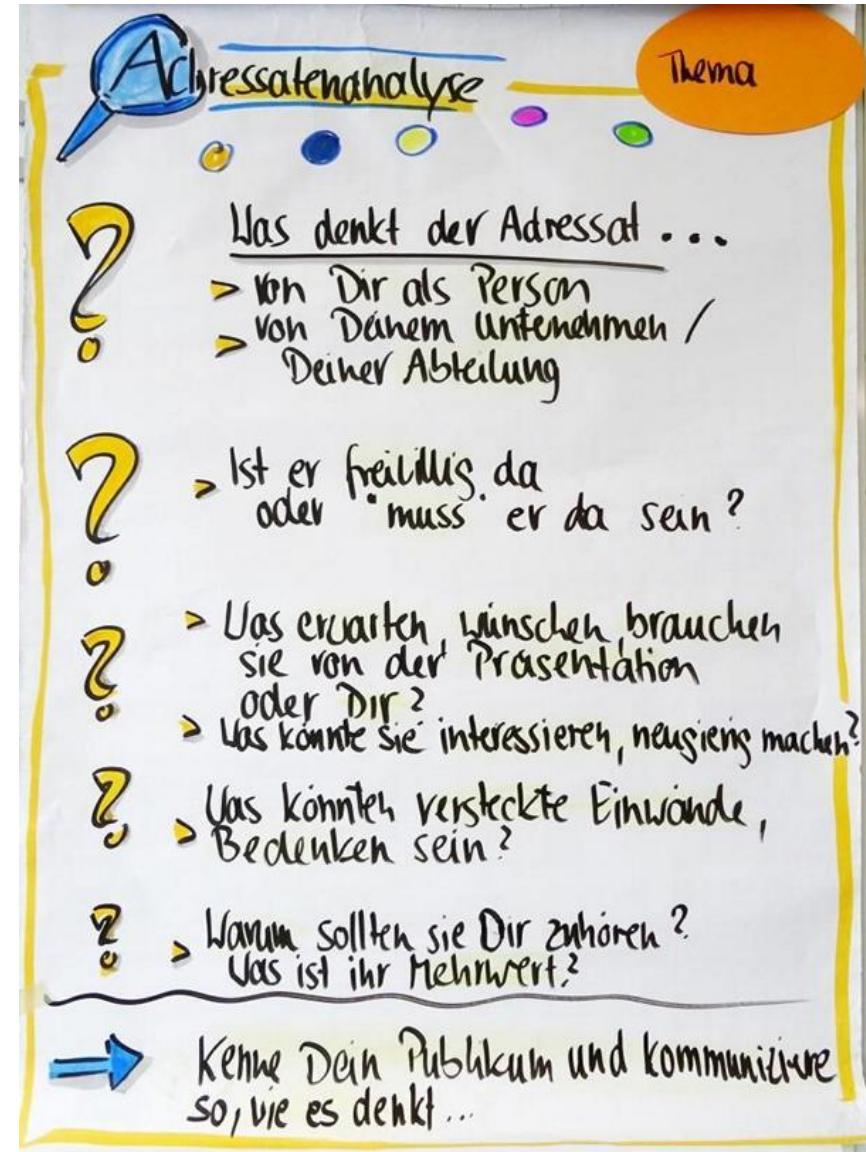 Adressatenanalyse
Thema
Was denkt der Adressat ...
von Dir als Person
von Deinem Unternehmen /
Deiner Abteilung
Ist er freiwillig da
oder "muss" er da sein?
Was erwarten, wünschen, brauchen
sie von der Präsentation
oder Dir?
Was könnte sie interessieren, neugierig machen?
Was könnten versteckte Einwände,
Bedenken sein?
Warum sollten sie Dir zuhören?
Was ist ihr Mehrwert?
Kenne Dein Publikum und kommuniziere
so, wie es denkt...